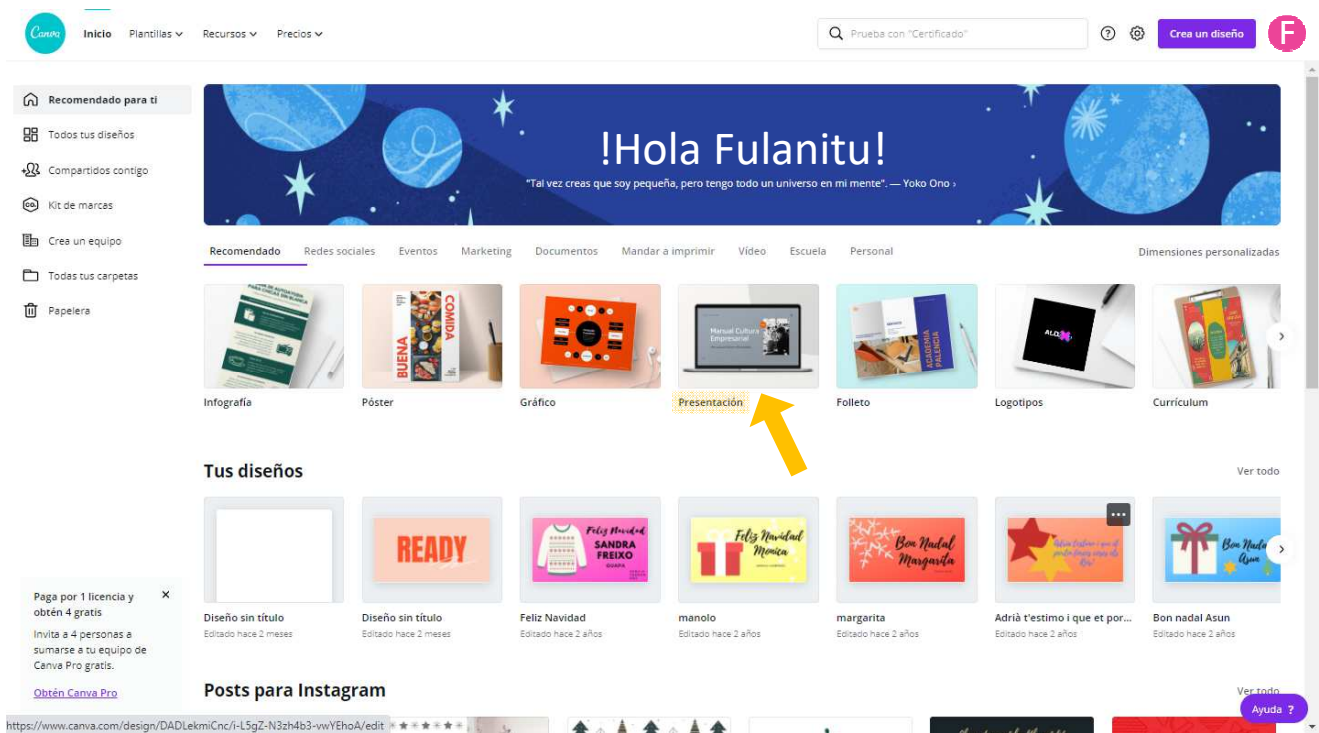 Canva
Inicio
Plantillas
Recursos
Precios
Prueba con "Certificado"
?
Crea un diseño
F
Recomendado para ti
Todos tus diseños
Compartidos contigo
Kit de marcas
Crea un equipo
Todas tus carpetas
Papelera
!Hola Fulanitu!
"Tal vez creas que soy pequeña, pero tengo todo un universo en mi mente". — Yoko Ono ›
Recomendado
Redes sociales
Eventos
Marketing
Documentos
Mandar a imprimir
Vídeo
Escuela
Personal
Dimensiones personalizadas
PARA CHICAS SIN BLANCA
BUENA
COMIDA
Manual Cultura
Empresarial
ACADEMIA
PALENCIA
Infografía
Póster
Gráfico
Presentación
Folleto
Logotipos
Currículum
Tus diseños
Ver todo
READY
Feliz Navidad
SANDRA
FREIXO
GUAPA
Feliz Navidad
Monica
Bon Nadal
Margarita
Bon Nada
Asun
Diseño sin título
Editado hace 2 meses
Diseño sin título
Editado hace 2 meses
Feliz Navidad
Editado hace 2 años
manolo
Editado hace 2 años
margarita
Editado hace 2 años
Adrià t'estimo i que et por...
Editado hace 2 años
Bon nadal Asun
Editado hace 2 años
Paga por 1 licencia y
obtén 4 gratis
Invita a 4 personas a
sumarse a tu equipo de
Canva Pro gratis.
Obtén Canva Pro
Posts para Instagram
Ver todo
Ayuda ?
https://www.canva.com/design/DADLekmiCnc/i-L5gZ-N3zh4b3-vwYEhoA/edit